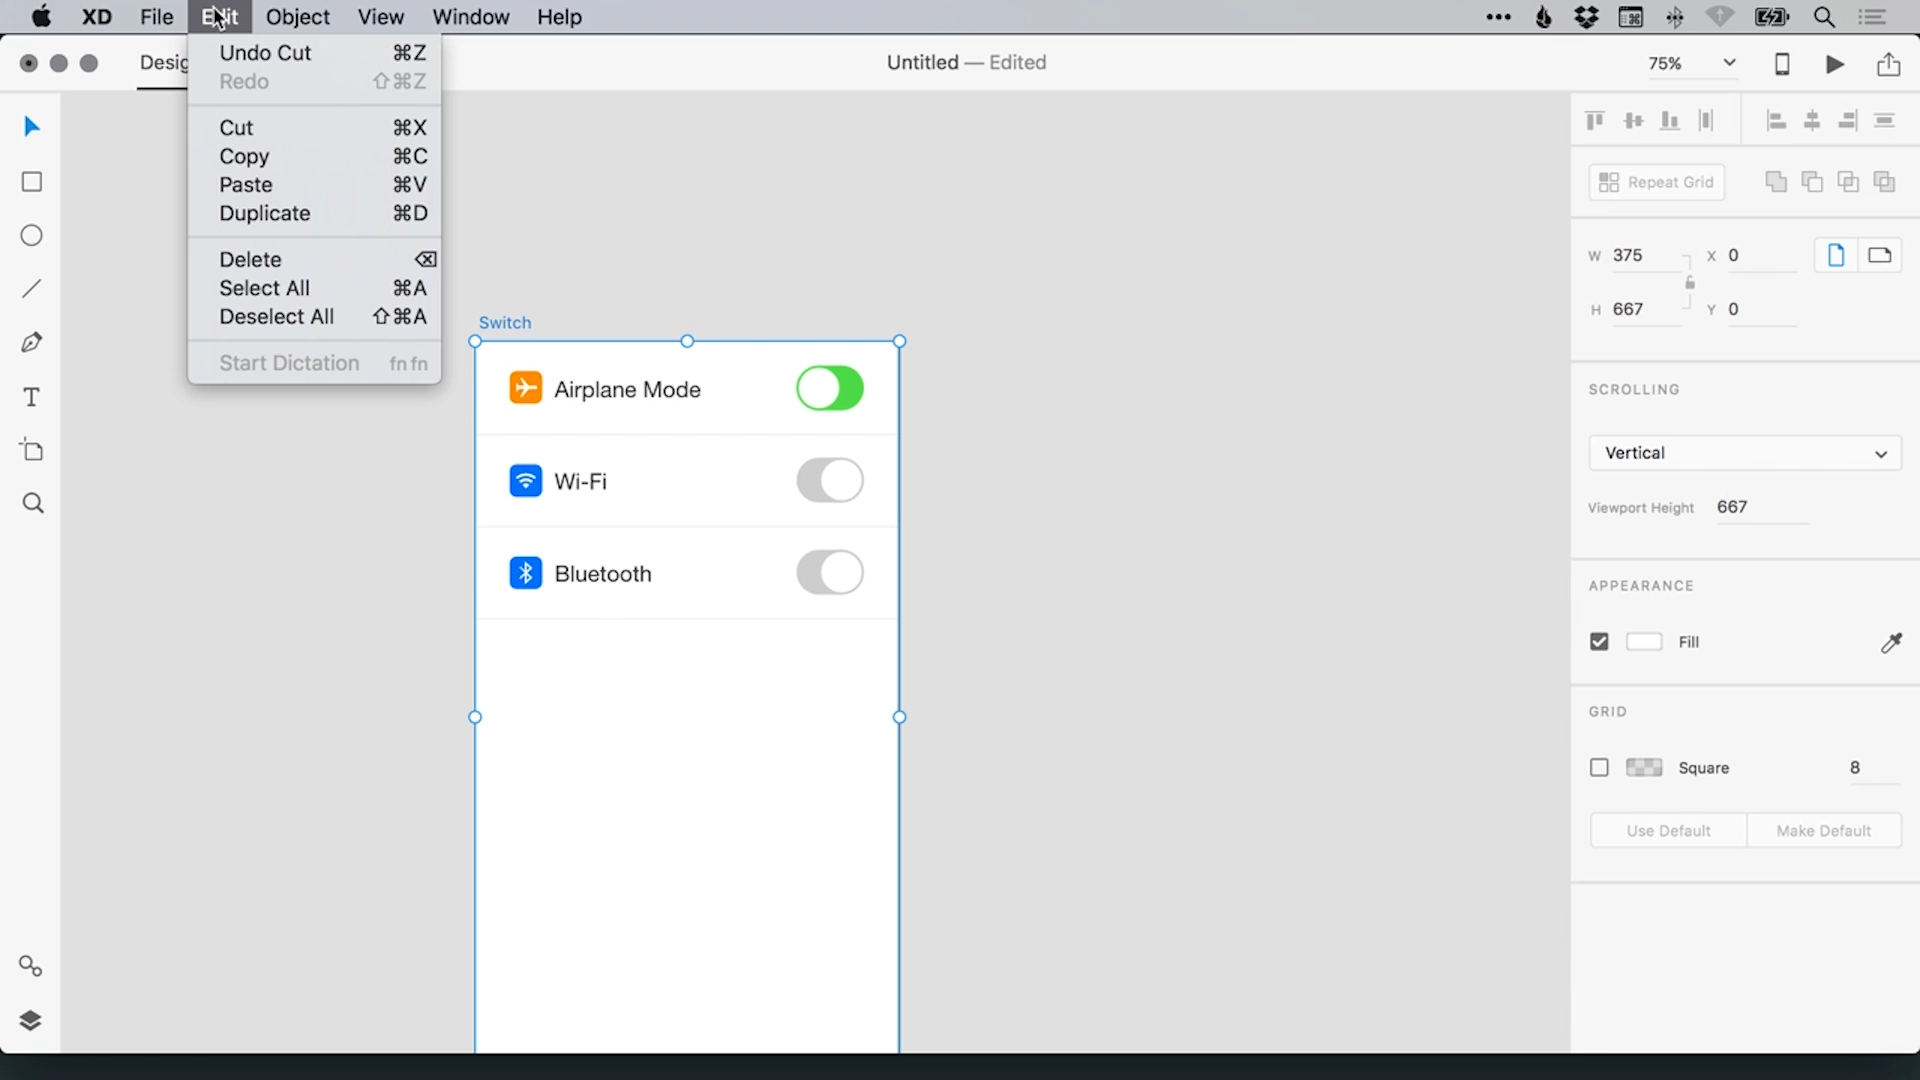 XD File Edit Object View Window Help
Desig
Untitled — Edited
75%
Undo Cut ⌘Z
Redo ⇧⌘Z
Cut ⌘X
Copy ⌘C
Paste ⌘V
Duplicate ⌘D
Delete ⌫
Select All ⌘A
Deselect All ⇧⌘A
Start Dictation fn fn
Switch
Airplane Mode
Wi-Fi
Bluetooth
Repeat Grid
W 375 X 0
H 667 Y 0
SCROLLING
Vertical
Viewport Height 667
APPEARANCE
Fill
GRID
Square 8
Use Default Make Default